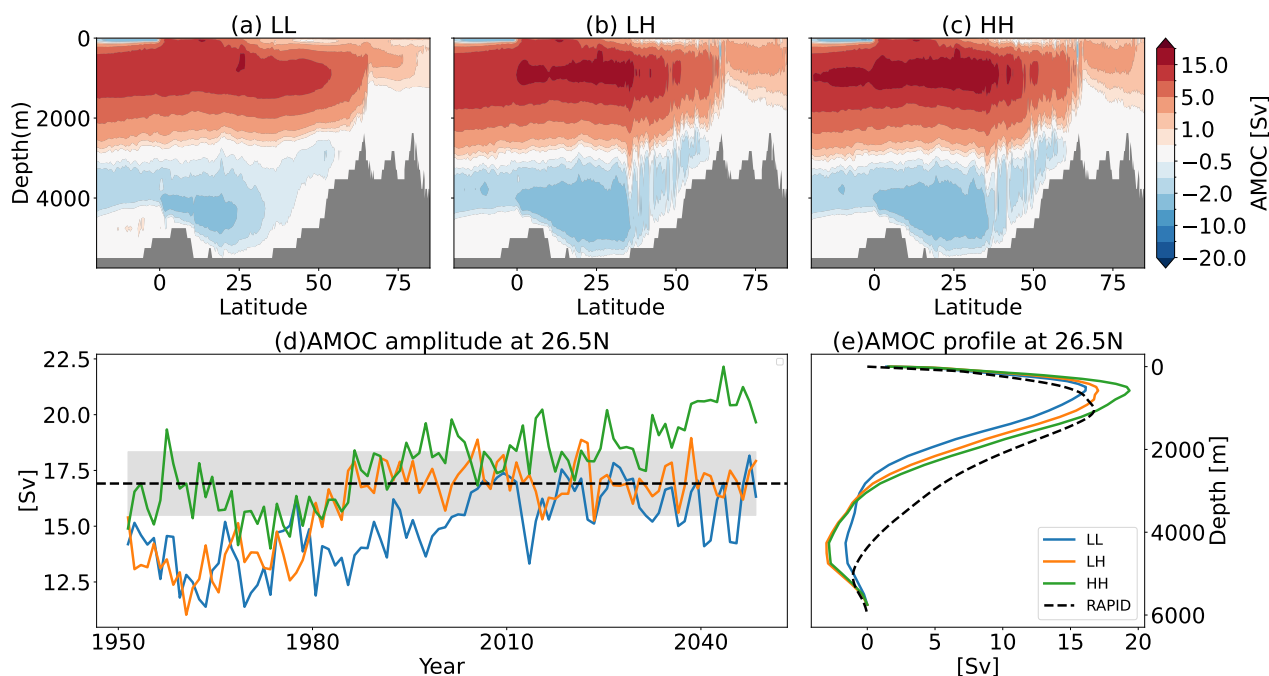 (a) LL
(b) LH
(c) HH
0
2000
4000
Depth(m)
0 25 50 75
0 25 50 75
0 25 50 75
Latitude
Latitude
Latitude
15.0
5.0
1.0
−0.5
−2.0
−10.0
−20.0
AMOC [Sv]
(d)AMOC amplitude at 26.5N
22.5
20.0
17.5
15.0
12.5
[Sv]
1950 1980 2010 2040
Year
(e)AMOC profile at 26.5N
0
2000
4000
6000
Depth [m]
LL
LH
HH
RAPID
0 5 10 15 20
[Sv]